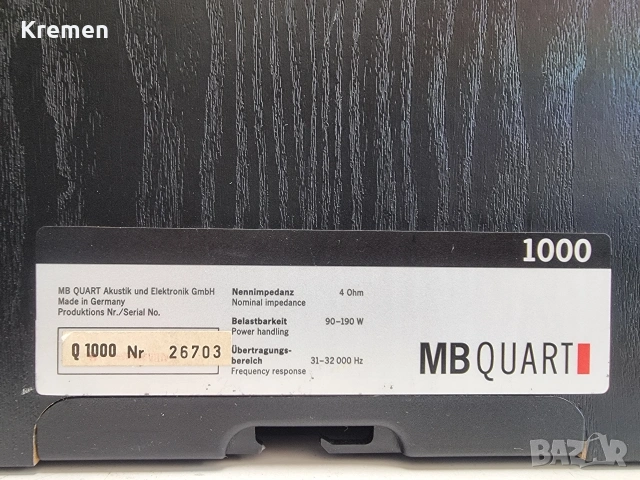 Kremen
1000
MB QUART Akustik und Elektronik GmbH
Made in Germany
Produktions Nr./Serial No.
Q 1000 Nr 26703
Nennimpedanz 4 Ohm
Nominal impedance
Belastbarkeit 90-190 W
Power handling
Übertragungs-
bereich 31-32 000 Hz
Frequency response
MB QUART
BAZAR